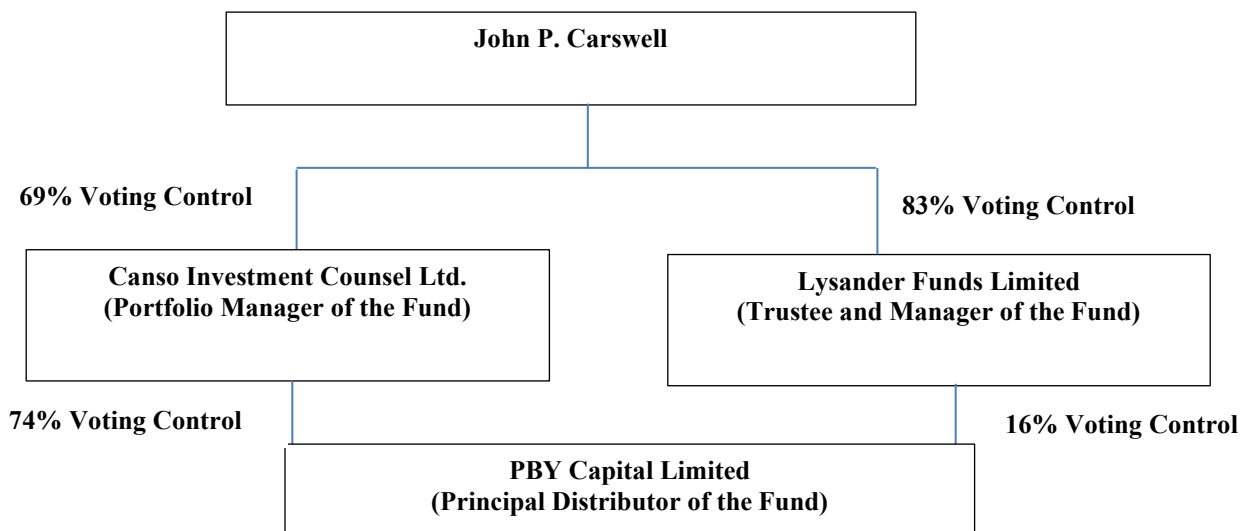 John P. Carswell
69% Voting Control
83% Voting Control
Canso Investment Counsel Ltd.
(Portfolio Manager of the Fund)
Lysander Funds Limited
(Trustee and Manager of the Fund)
74% Voting Control
16% Voting Control
PBY Capital Limited
(Principal Distributor of the Fund)